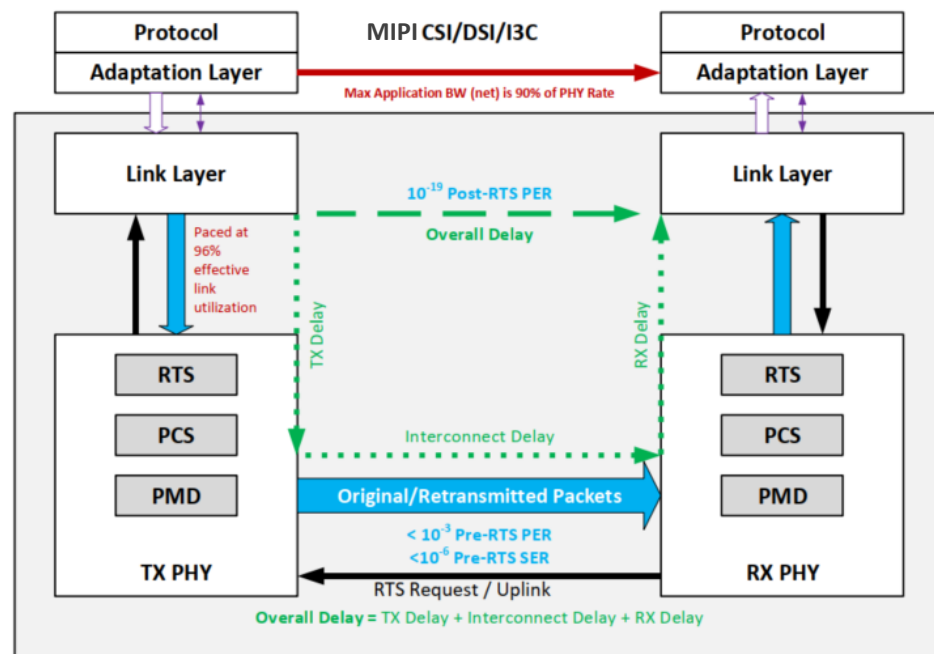 Protocol
MIPI CSI/DSI/I3C
Protocol
Adaptation Layer
Adaptation Layer
Max Application BW (net) is 90% of PHY Rate
Link Layer
Link Layer
10⁻¹⁹ Post-RTS PER
Overall Delay
Paced at
96%
effective
link
utilization
TX Delay
RX Delay
RTS
RTS
PCS
PCS
Interconnect Delay
PMD
PMD
Original/Retransmitted Packets
< 10⁻³ Pre-RTS PER
<10⁻⁶ Pre-RTS SER
TX PHY
RX PHY
RTS Request / Uplink
Overall Delay = TX Delay + Interconnect Delay + RX Delay